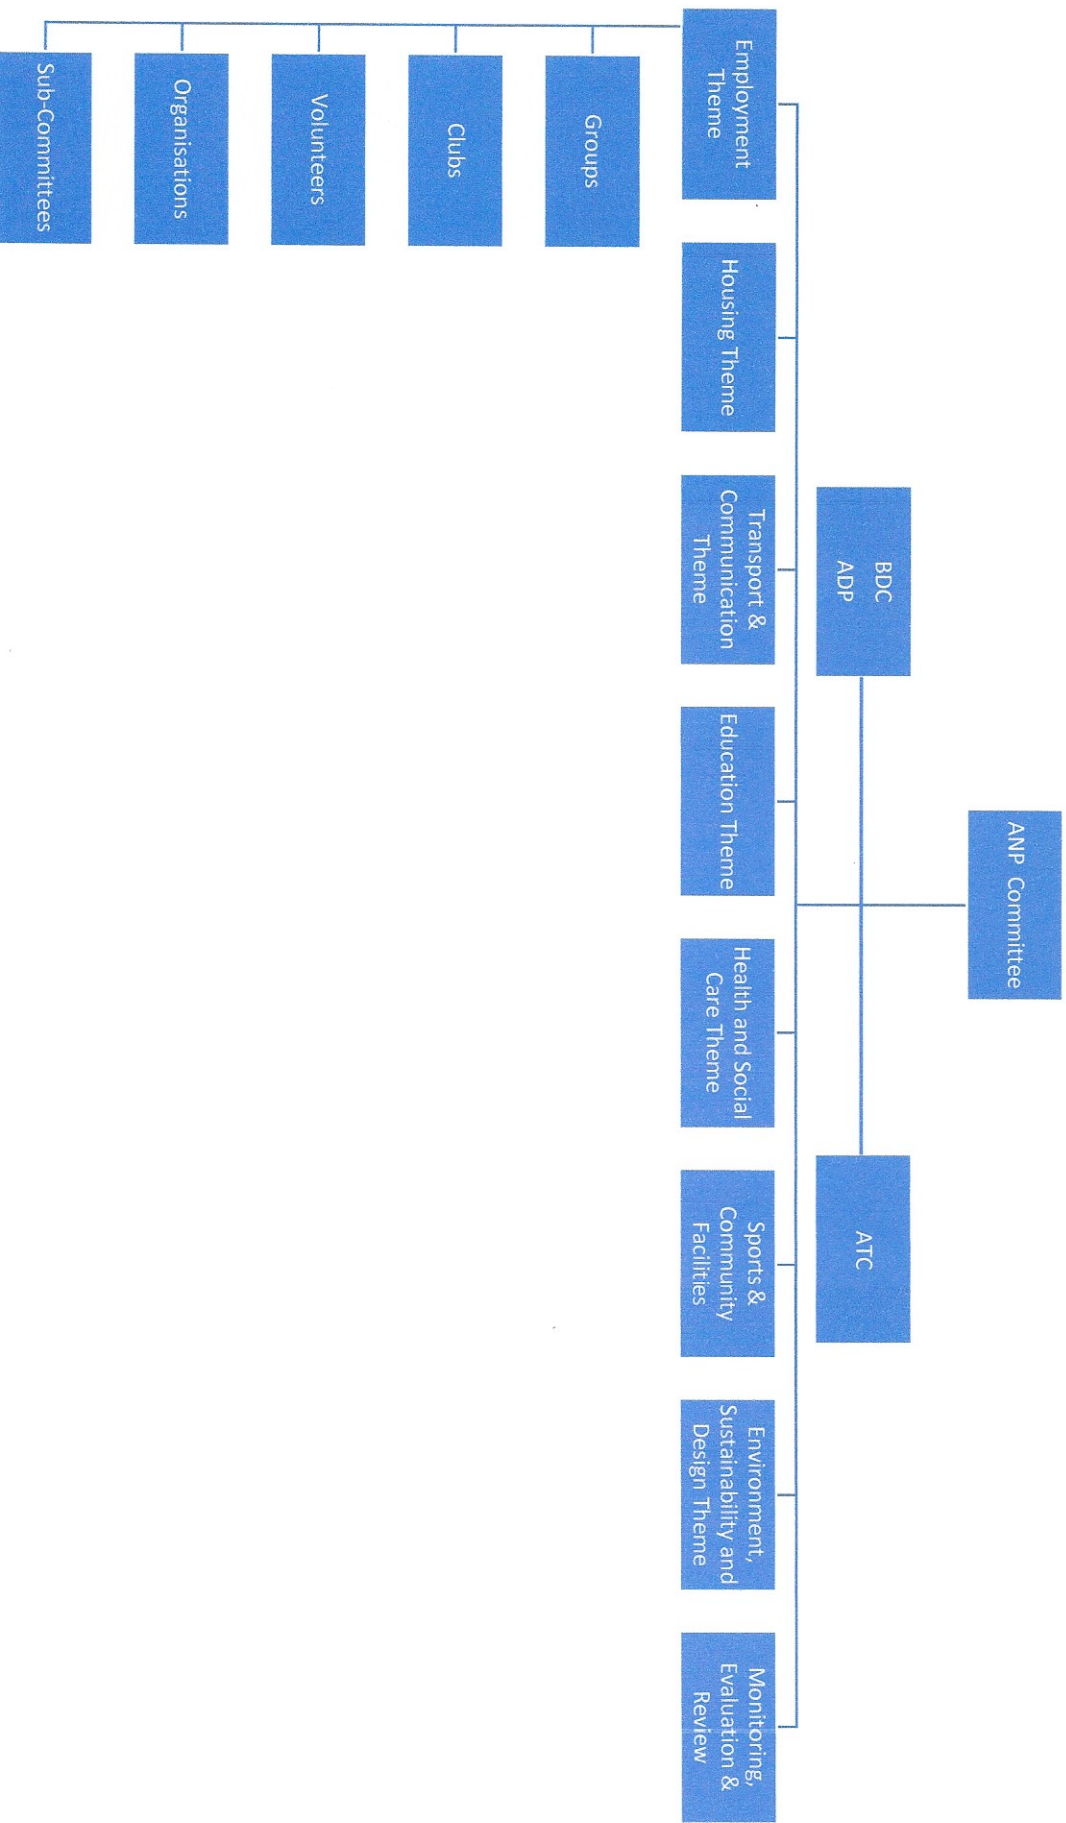 ANP Committee
BDC
ADP
ATC
Employment
Theme
Housing Theme
Transport &
Communication
Theme
Education Theme
Health and Social
Care Theme
Sports &
Community
Facilities
Environment,
Sustainability and
Design Theme
Monitoring,
Evaluation &
Review
Groups
Clubs
Volunteers
Organisations
Sub-Committees